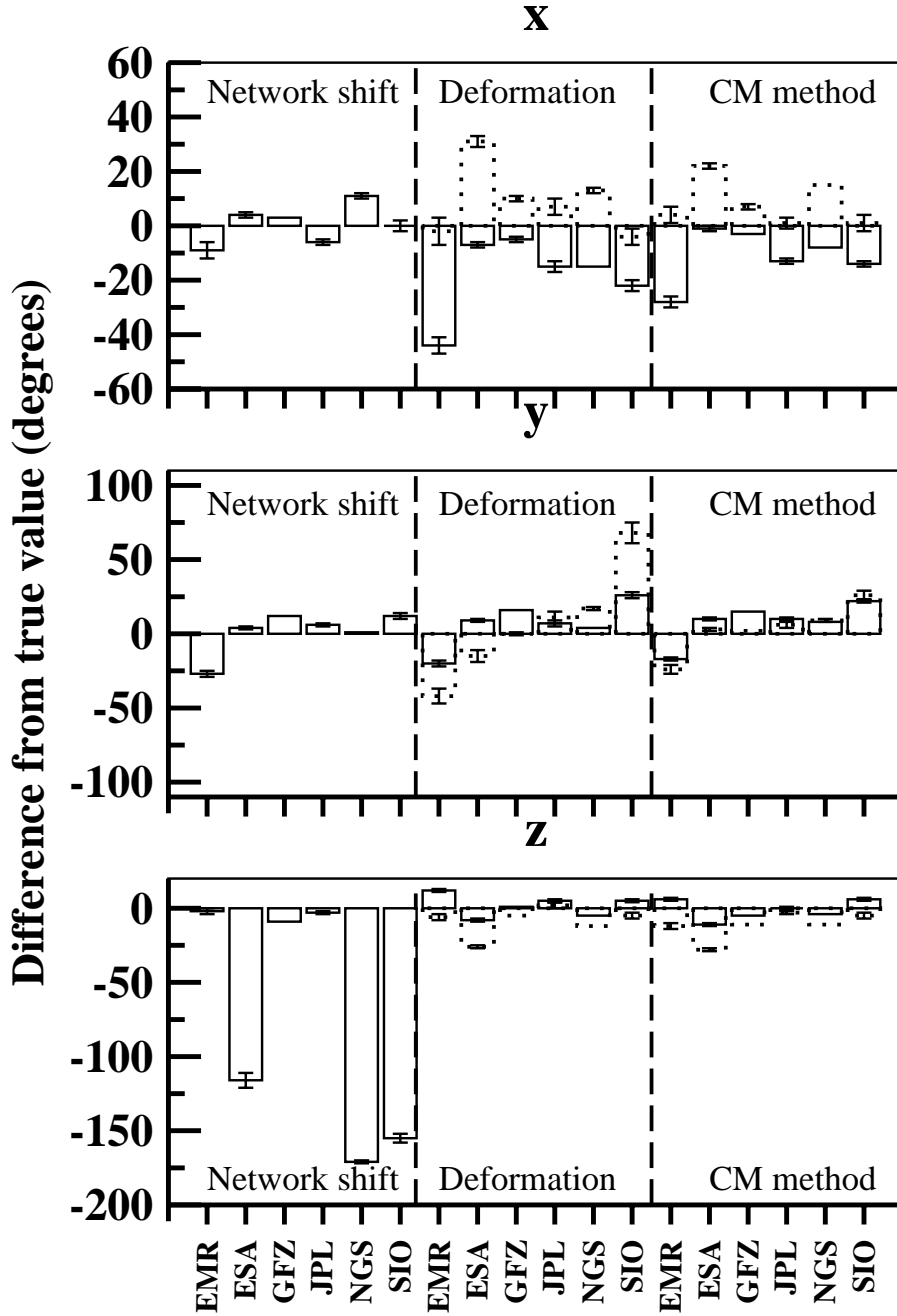 x
60
Network shift Deformation CM method
40
20
0
-20
-40
-60
y
100
Network shift Deformation CM method
50
0
-50
-100
z
0
-50
-100
-150
Network shift Deformation CM method
-200
EMR ESA GFZ JPL NGS SIO EMR ESA GFZ JPL NGS SIO EMR ESA GFZ JPL NGS SIO
Difference from true value (degrees)